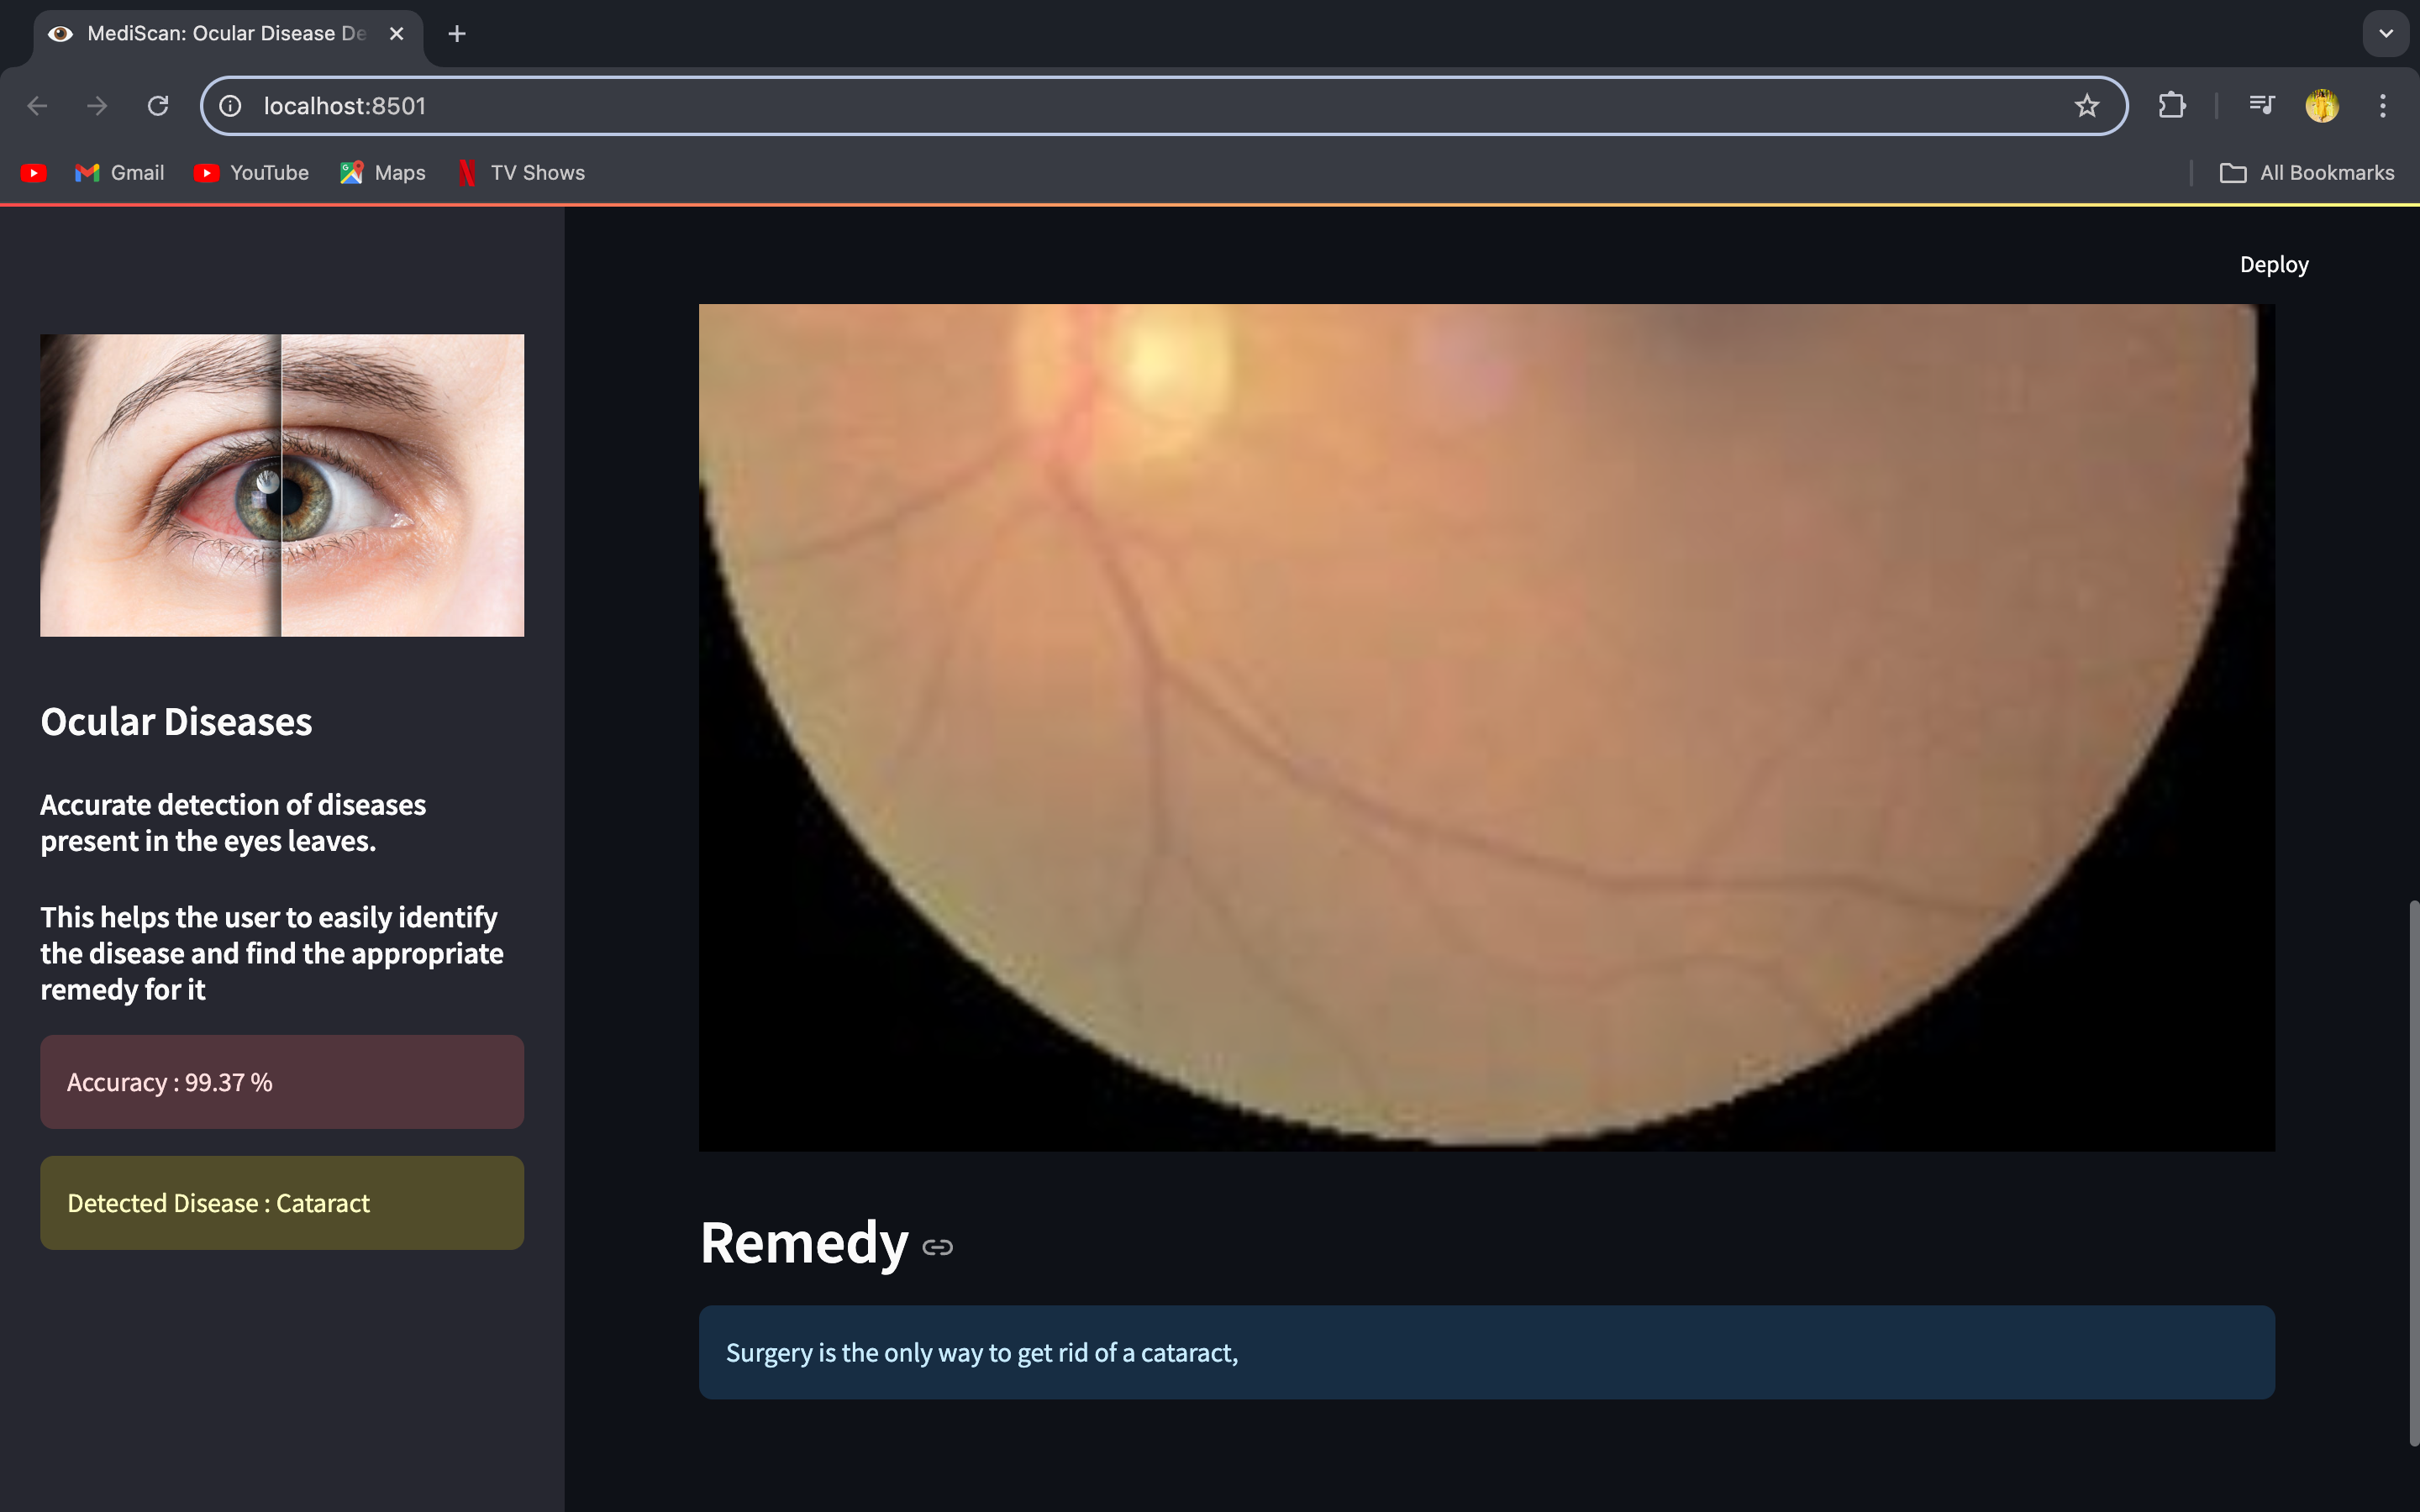 MediScan: Ocular Disease De
localhost:8501
Gmail YouTube Maps TV Shows All Bookmarks
Deploy
Ocular Diseases
Accurate detection of diseases
present in the eyes leaves.
This helps the user to easily identify
the disease and find the appropriate
remedy for it
Accuracy : 99.37 %
Detected Disease : Cataract
Remedy
Surgery is the only way to get rid of a cataract,